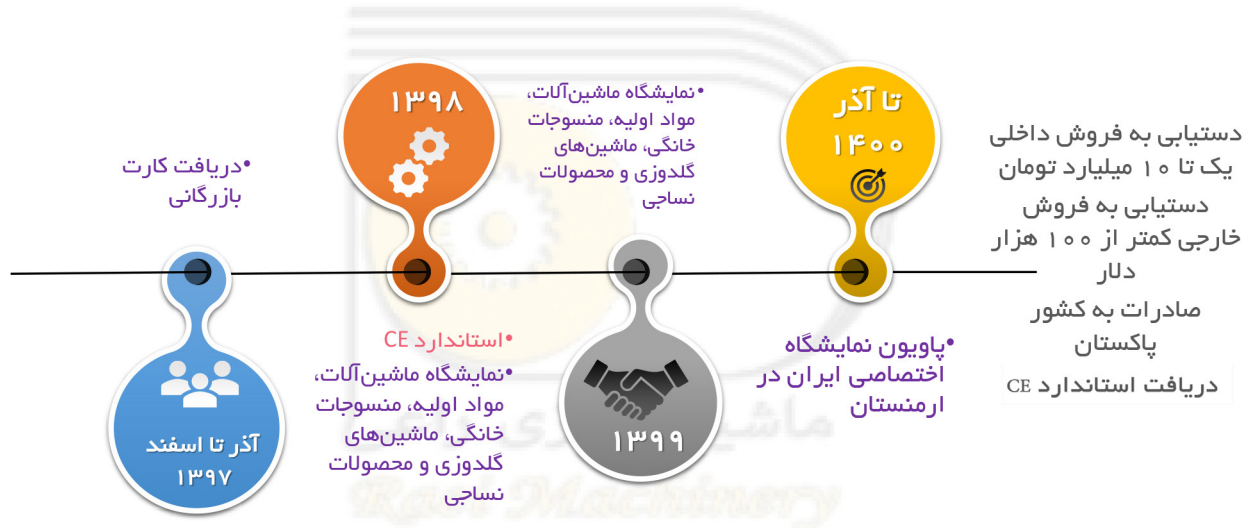 •دریافت کارت
بازرگانی
آذر تا اسفند
۱۳۹۷
۱۳۹۸
•استاندارد CE
•نمایشگاه ماشین‌آلات،
مواد اولیه، منسوجات
خانگی، ماشین‌های
گلدوزی و محصولات
نساجی
•نمایشگاه ماشین‌آلات،
مواد اولیه، منسوجات
خانگی، ماشین‌های
گلدوزی و محصولات
نساجی
۱۳۹۹
تا آذر
۱۴۰۰
•پاویون نمایشگاه
اختصاصی ایران در
ارمنستان
دستیابی به فروش داخلی
یک تا ۱۰ میلیارد تومان
دستیابی به فروش
خارجی کمتر از ۱۰۰ هزار
دلار
صادرات به کشور
پاکستان
دریافت استاندارد CE
Machinery